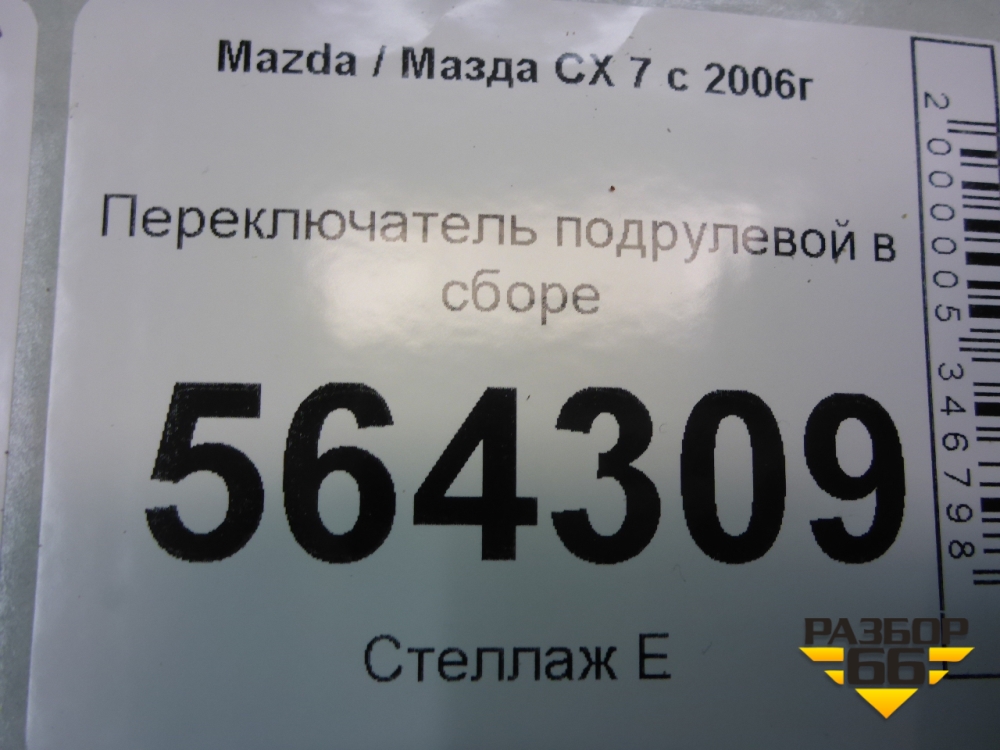 Mazda / Мазда CX 7 с 2006г
Переключатель подрулевой в
сборе
564309
Стеллаж Е
2000005346798
РАЗБОР
66